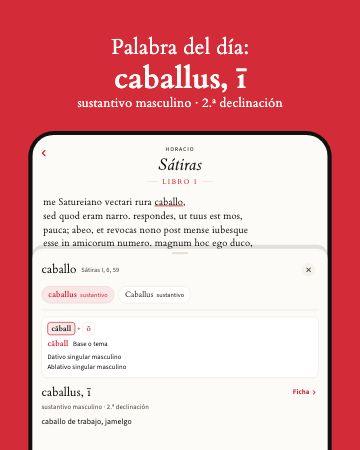 Palabra del día:
caballus, ī
sustantivo masculino · 2.ª declinación
HORACIO
Sátiras
LIBRO I
me Satureiano vectari rura caballo,
sed quod eram narro. respondes, ut tuus est mos,
pauca; abeo, et revocas nono post mense iubesque
esse in amicorum numero. magnum hoc ego duco,
caballo Sátiras I, 6, 59
caballus sustantivo Caballus sustantivo
căball + ō
căball Base o tema
Dativo singular masculino
Ablativo singular masculino
caballus, ī Ficha
sustantivo masculino · 2.ª declinación
caballo de trabajo, jamelgo